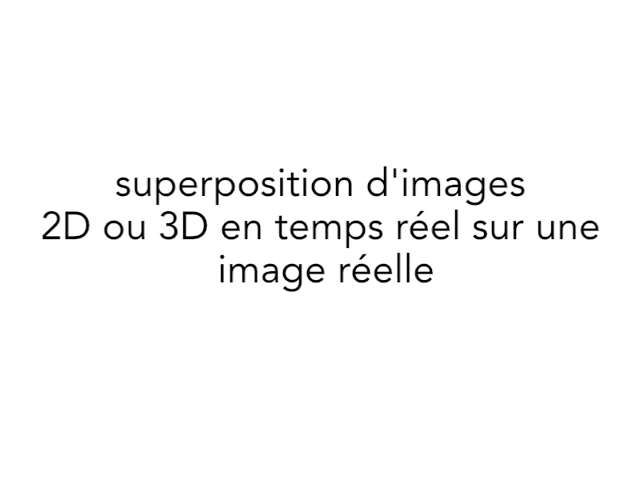 superposition d'images
2D ou 3D en temps réel sur une
image réelle